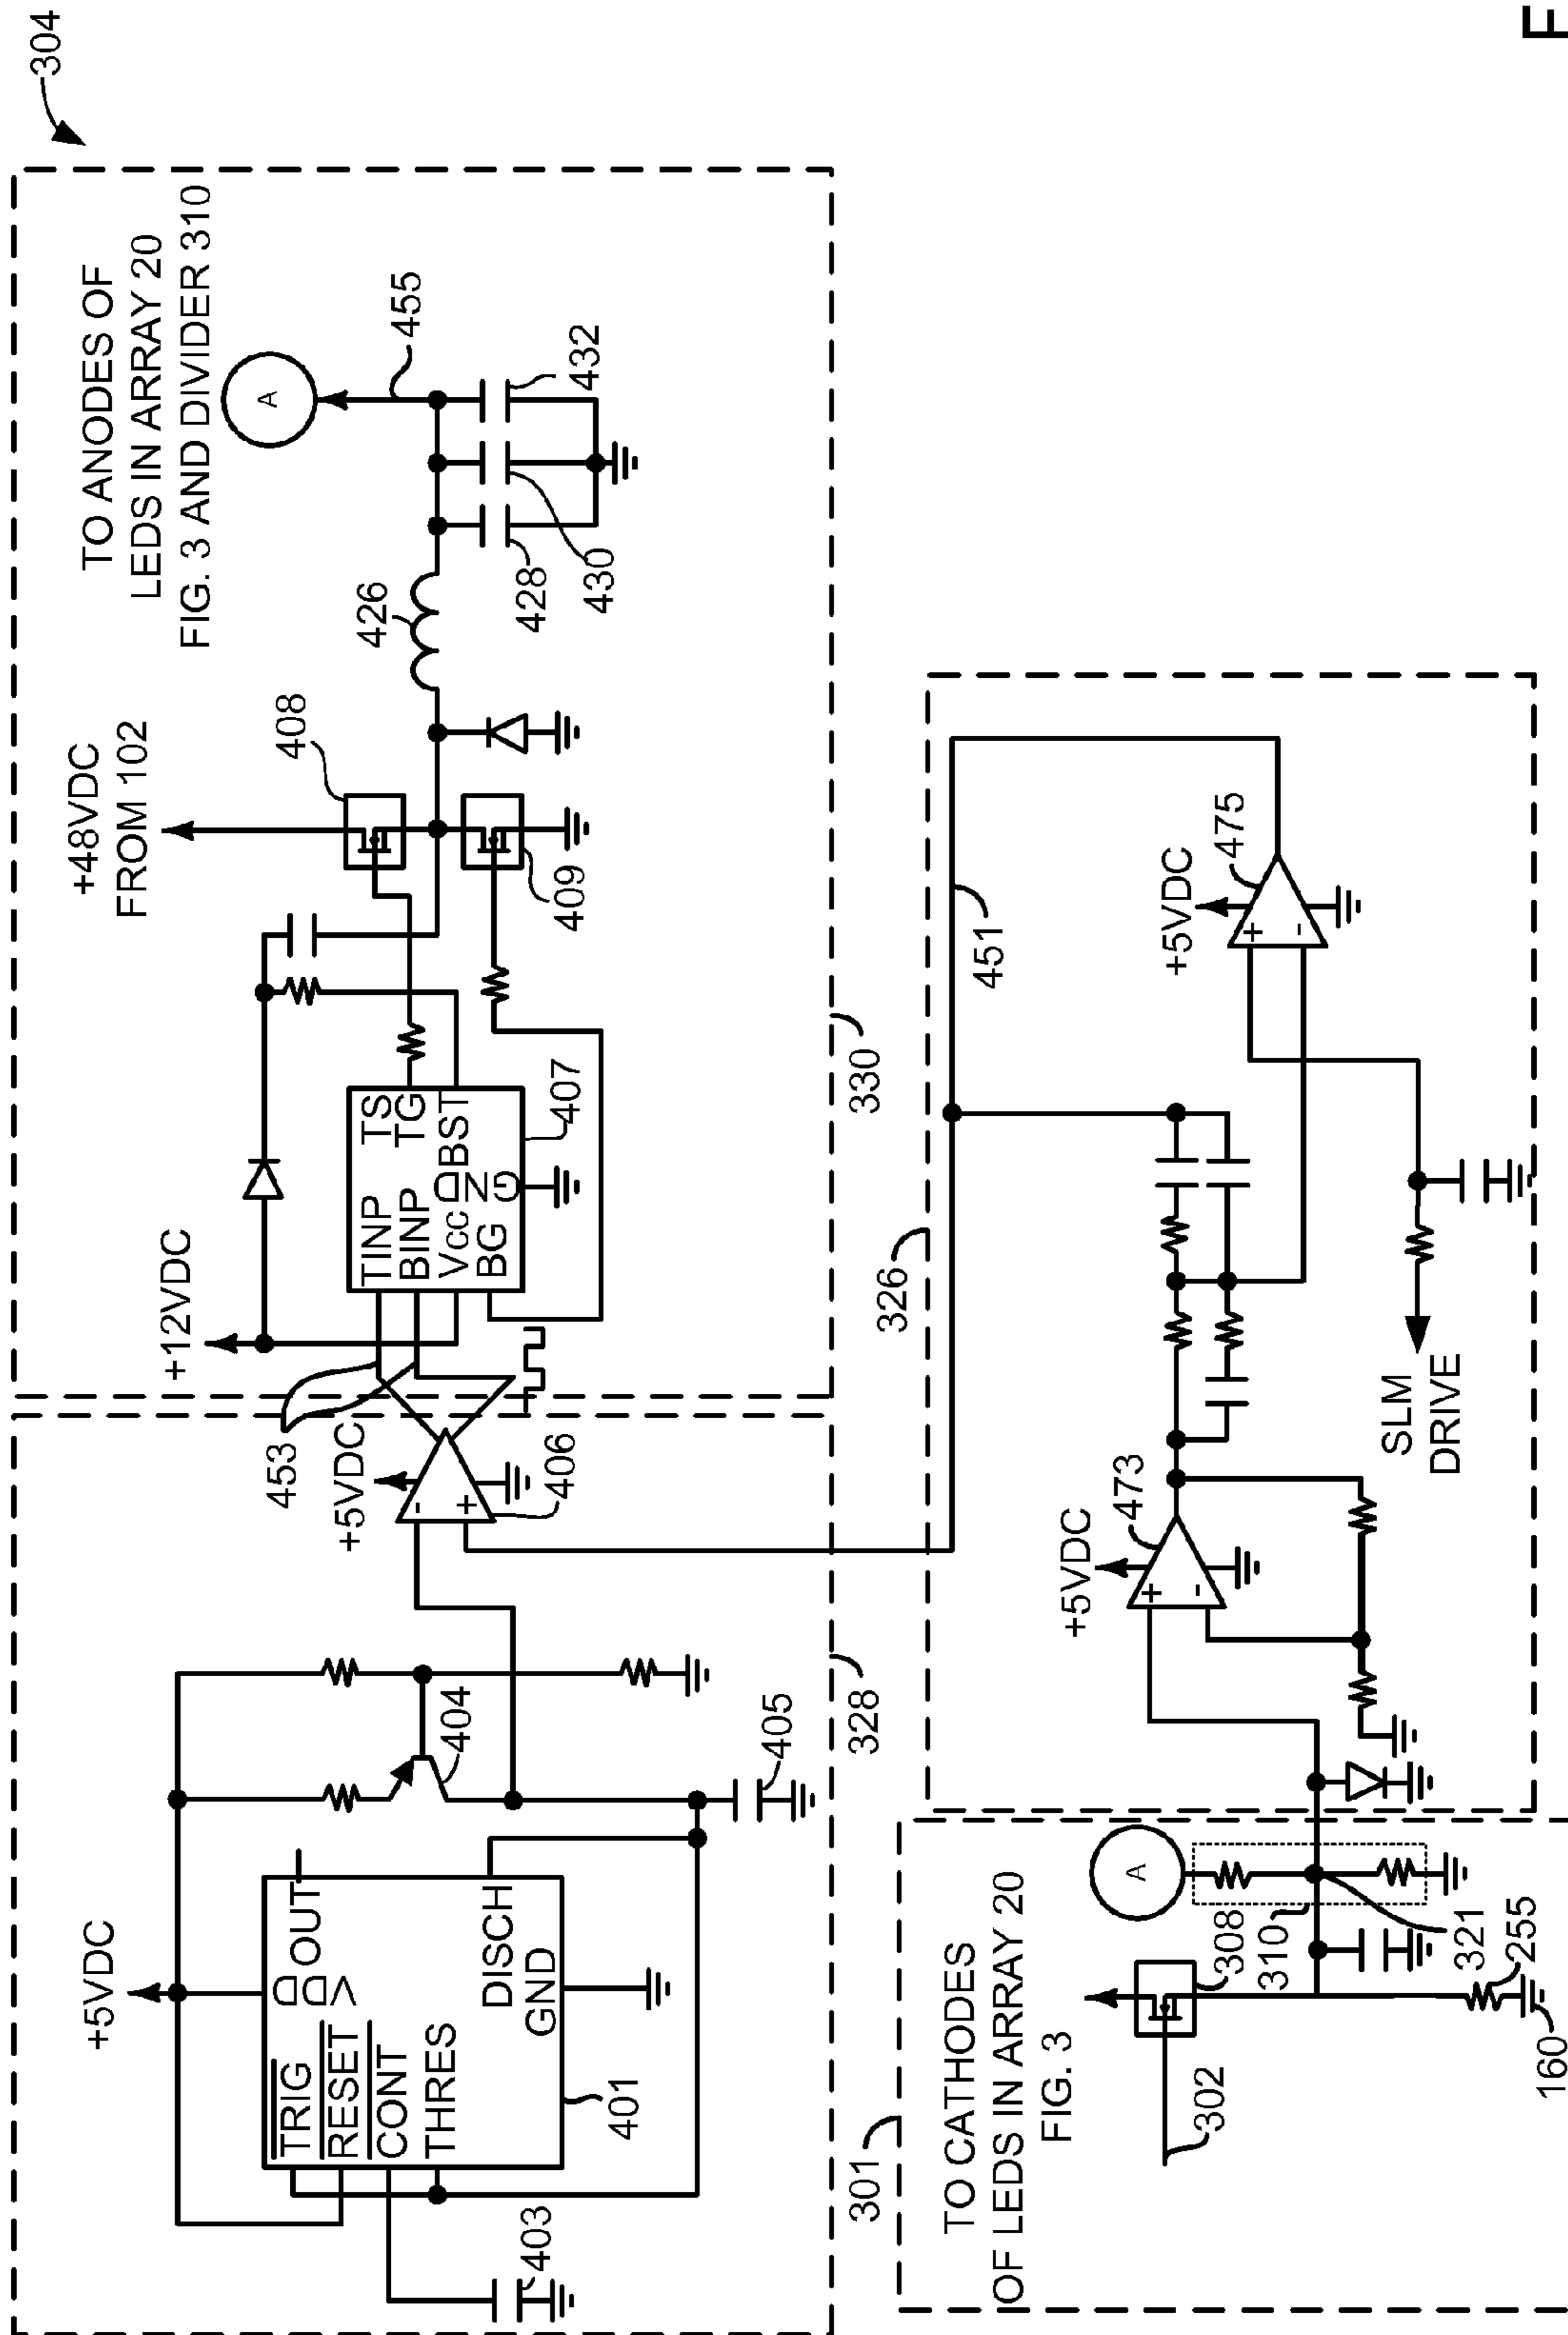 304
TO ANODES OF
LEDS IN ARRAY 20
FIG. 3 AND DIVIDER 310
A
455
432
430
428
426
+48VDC
FROM 102
408
409
+12VDC
TINP
BINP
Vcc
BG
TS
TG
BST
GND
407
330
453
+5VDC
-
+
406
+5VDC
TRIG
RESET
CONT
THRES
VDD
OUT
DISCH
GND
401
403
404
405
328
326
451
+5VDC
475
+
-
SLM
DRIVE
+5VDC
473
+
-
301
TO CATHODES
OF LEDS IN ARRAY 20
FIG. 3
A
302
308
310
321
255
160